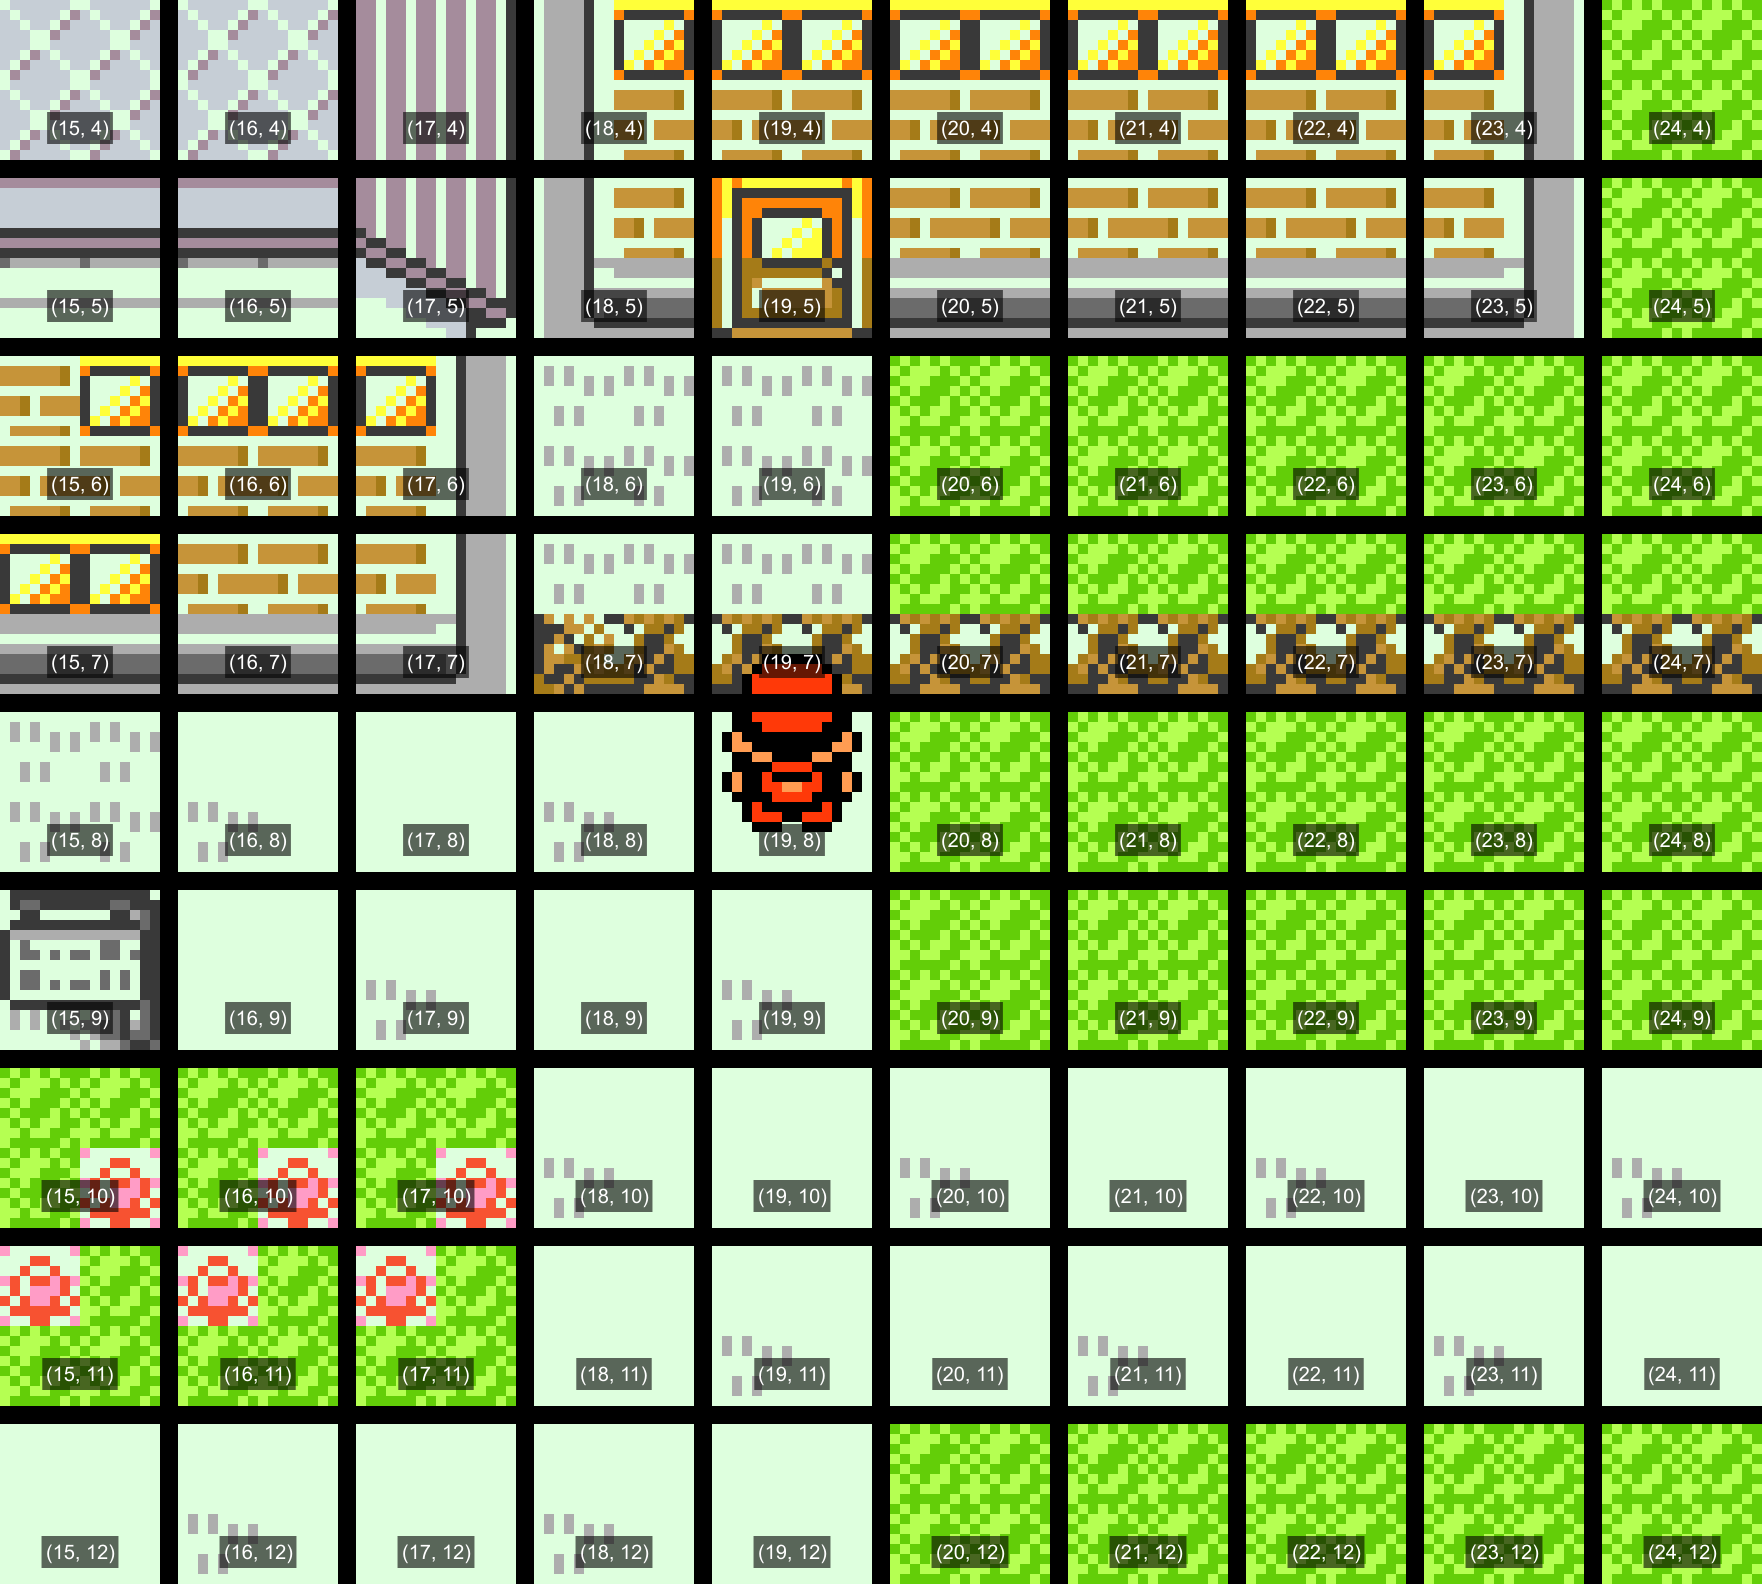 (15, 4) (16, 4) (17, 4) (18, 4) (19, 4) (20, 4) (21, 4) (22, 4) (23, 4) (24, 4)
(15, 5) (16, 5) (17, 5) (18, 5) (19, 5) (20, 5) (21, 5) (22, 5) (23, 5) (24, 5)
(15, 6) (16, 6) (17, 6) (18, 6) (19, 6) (20, 6) (21, 6) (22, 6) (23, 6) (24, 6)
(15, 7) (16, 7) (17, 7) (18, 7) (19, 7) (20, 7) (21, 7) (22, 7) (23, 7) (24, 7)
(15, 8) (16, 8) (17, 8) (18, 8) (19, 8) (20, 8) (21, 8) (22, 8) (23, 8) (24, 8)
(15, 9) (16, 9) (17, 9) (18, 9) (19, 9) (20, 9) (21, 9) (22, 9) (23, 9) (24, 9)
(15, 10) (16, 10) (17, 10) (18, 10) (19, 10) (20, 10) (21, 10) (22, 10) (23, 10) (24, 10)
(15, 11) (16, 11) (17, 11) (18, 11) (19, 11) (20, 11) (21, 11) (22, 11) (23, 11) (24, 11)
(15, 12) (16, 12) (17, 12) (18, 12) (19, 12) (20, 12) (21, 12) (22, 12) (23, 12) (24, 12)